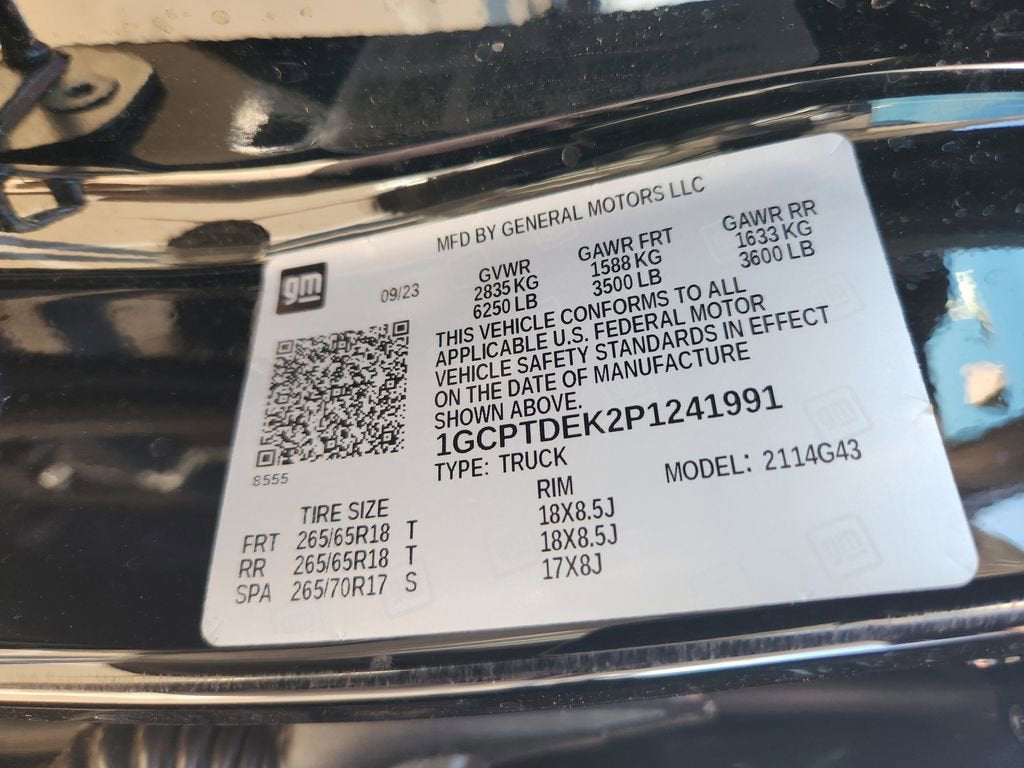 MFD BY GENERAL MOTORS LLC
gm
09/23
GVWR GAWR FRT GAWR RR
2835 KG 1588 KG 1633 KG
6250 LB 3500 LB 3600 LB
THIS VEHICLE CONFORMS TO ALL
APPLICABLE U.S. FEDERAL MOTOR
VEHICLE SAFETY STANDARDS IN EFFECT
ON THE DATE OF MANUFACTURE
SHOWN ABOVE.
1GCPTDEK2P1241991
TYPE: TRUCK MODEL: 2114G43
8555
TIRE SIZE RIM
FRT 265/65R18 T 18X8.5J
RR 265/65R18 T 18X8.5J
SPA 265/70R17 S 17X8J